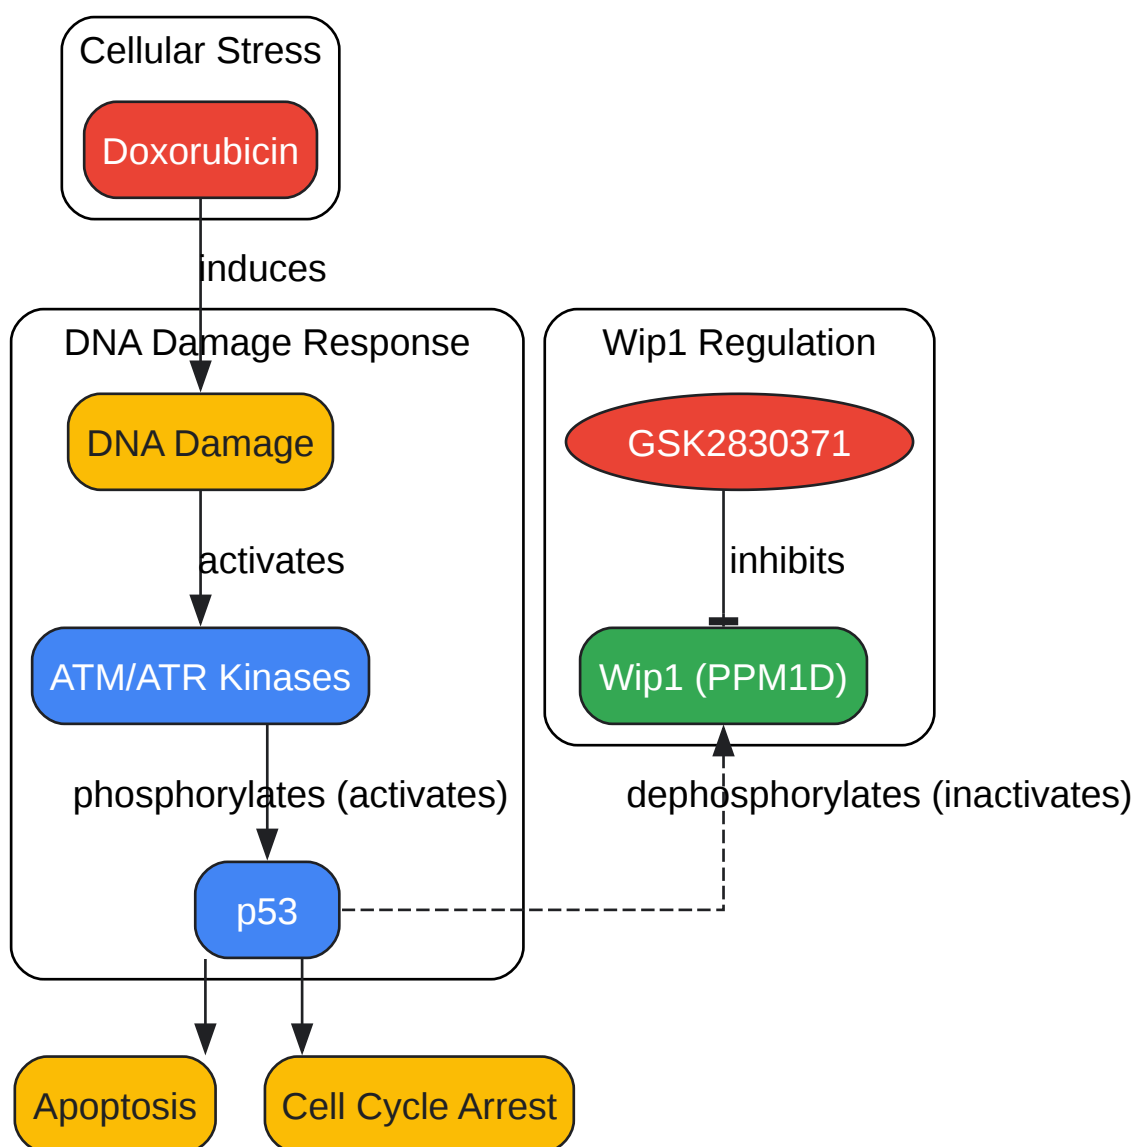 Cellular Stress
Doxorubicin
induces
DNA Damage Response
Wip1 Regulation
DNA Damage
GSK2830371
activates
inhibits
ATM/ATR Kinases
Wip1 (PPM1D)
phosphorylates (activates)
dephosphorylates (inactivates)
p53
Apoptosis
Cell Cycle Arrest